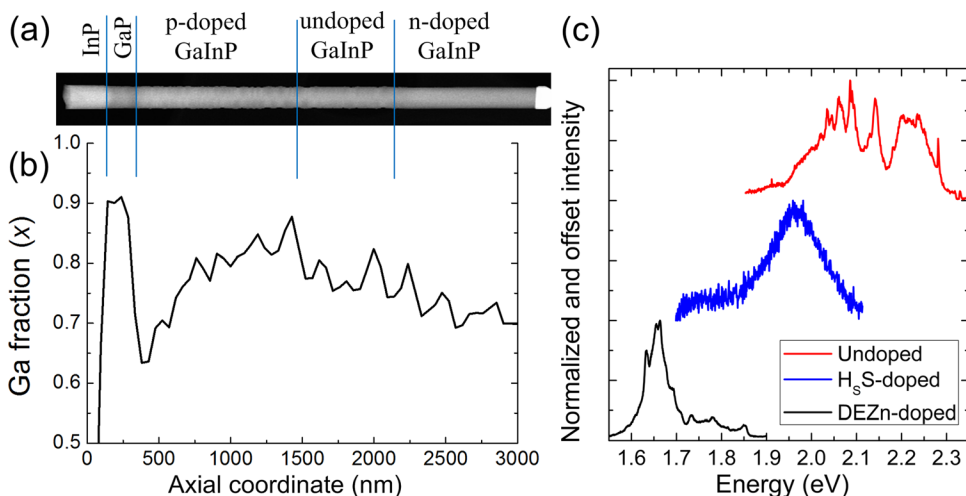 (a)
InP
GaP
p-doped
GaInP
undoped
GaInP
n-doped
GaInP
(b)
Ga fraction (x)
1.0
0.9
0.8
0.7
0.6
0.5
0 500 1000 1500 2000 2500 3000
Axial coordinate (nm)
(c)
Normalized and offset intensity
Undoped
HₛS-doped
DEZn-doped
1.6 1.7 1.8 1.9 2.0 2.1 2.2 2.3
Energy (eV)